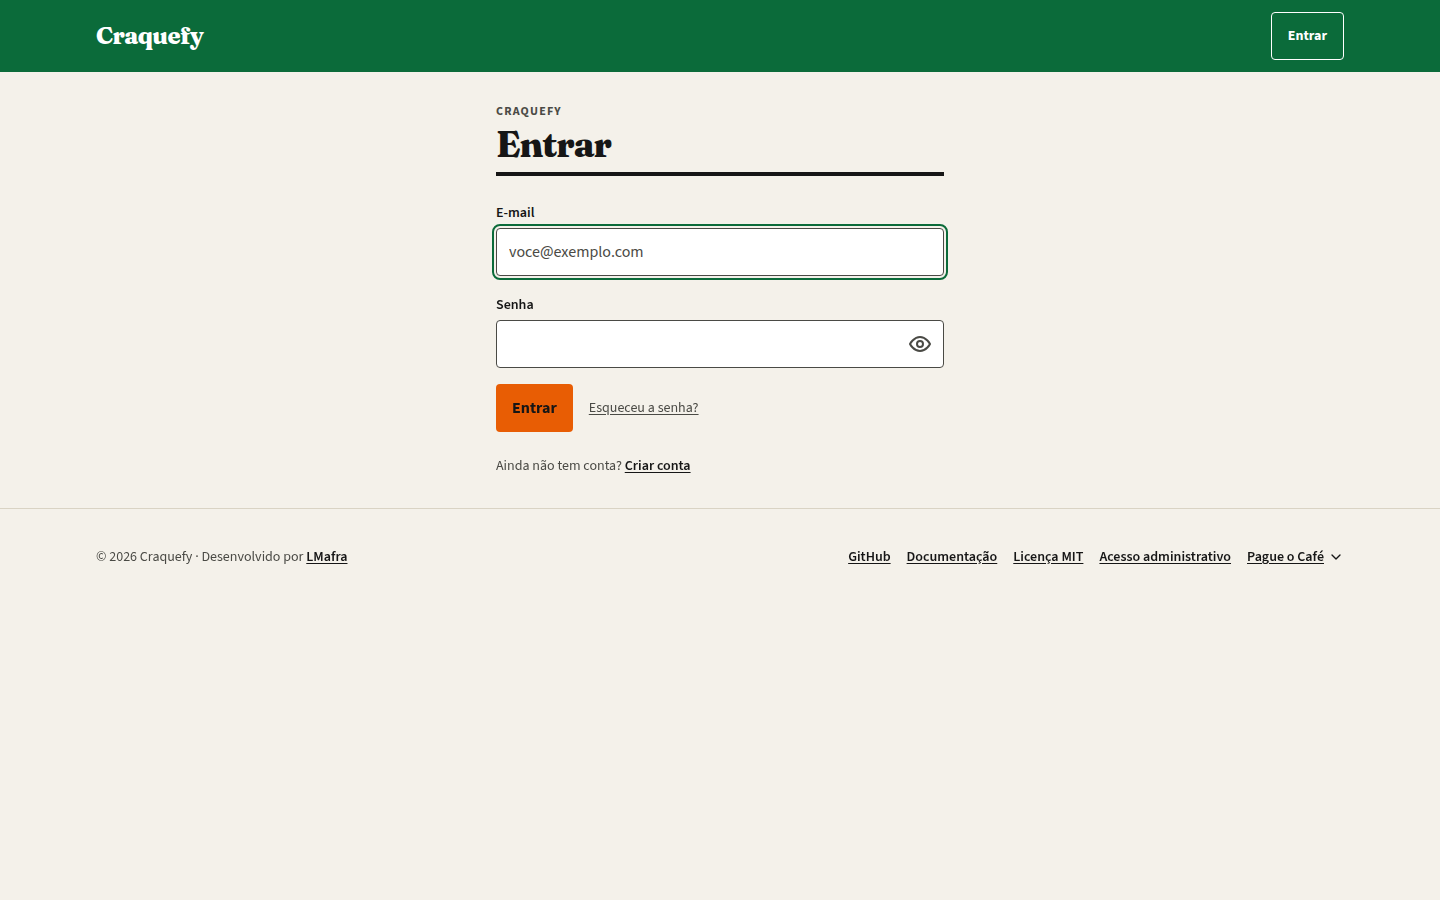 Craquefy
Entrar
CRAQUEFY
Entrar
E-mail
voce@exemplo.com
Senha
Entrar
Esqueceu a senha?
Ainda não tem conta? Criar conta
© 2026 Craquefy · Desenvolvido por LMafra
GitHub Documentação Licença MIT Acesso administrativo Pague o Café